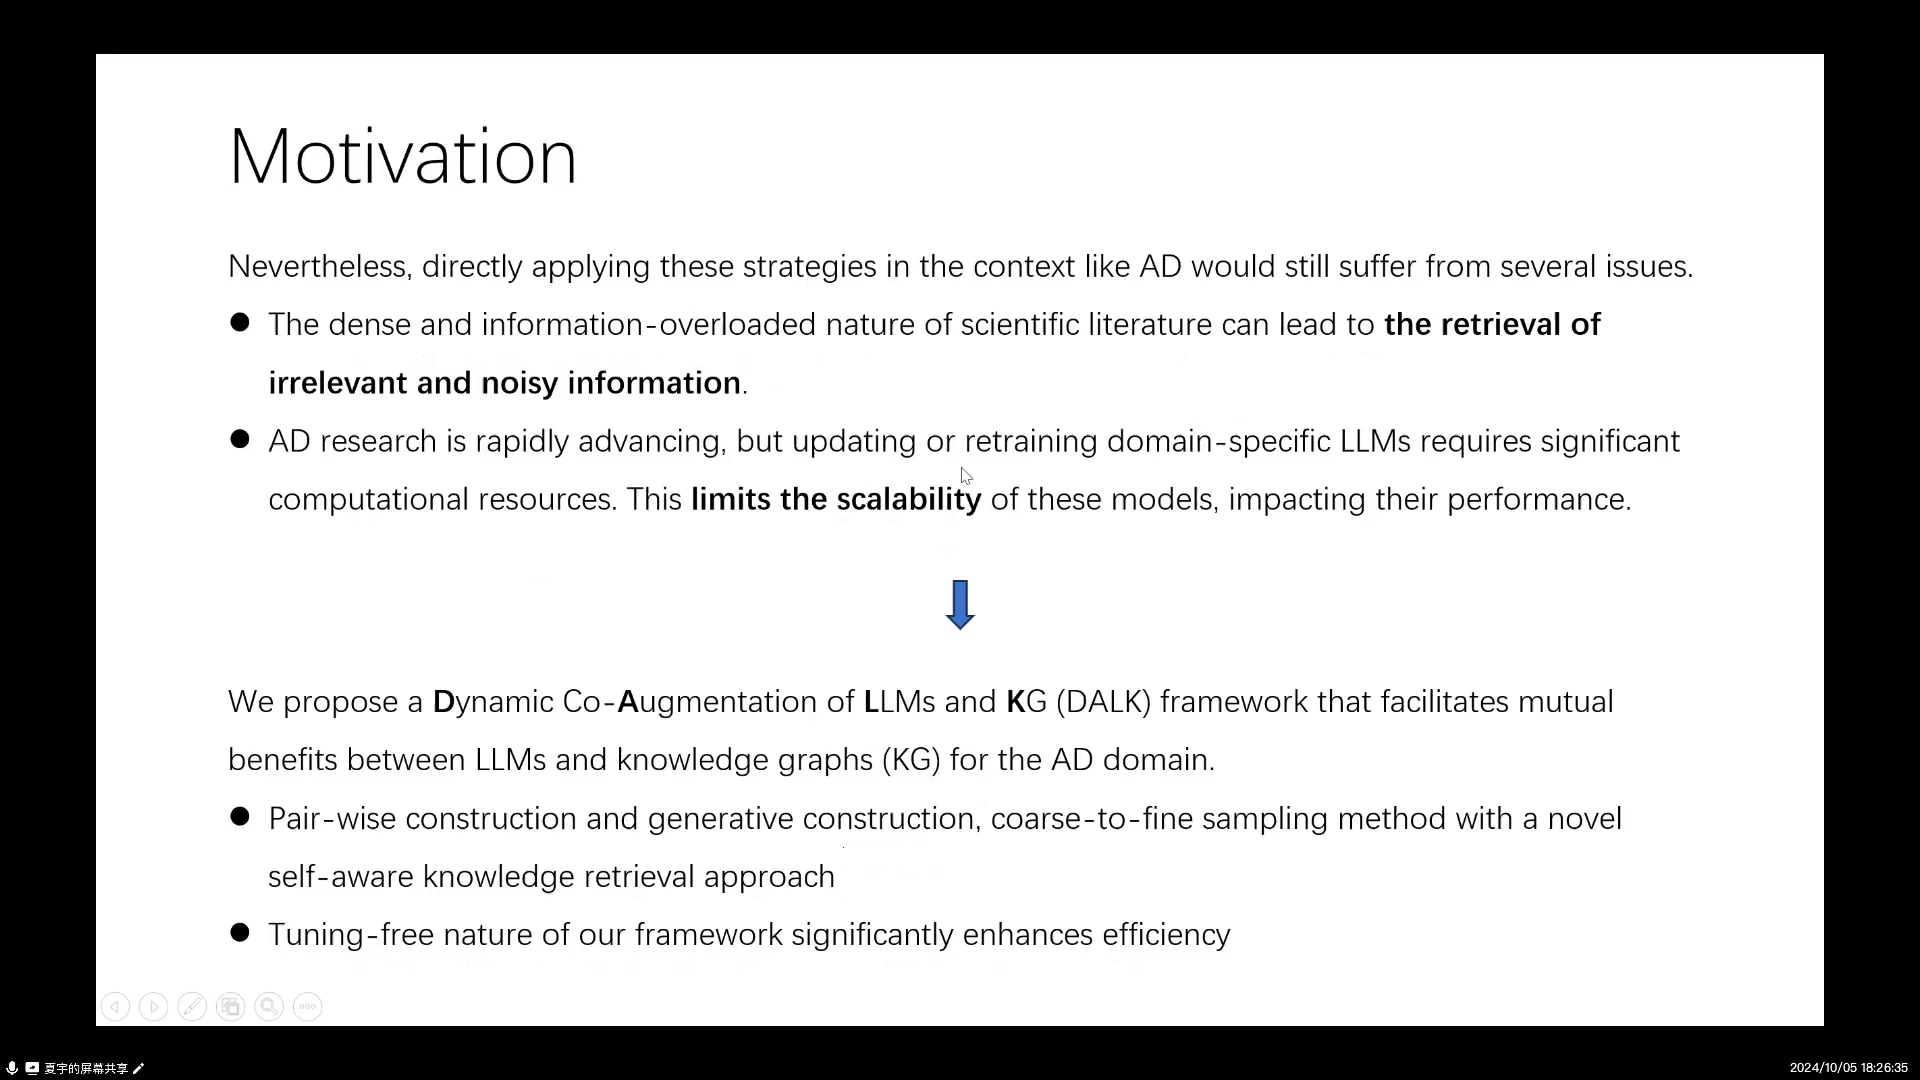 Motivation
Nevertheless, directly applying these strategies in the context like AD would still suffer from several issues.
● The dense and information-overloaded nature of scientific literature can lead to the retrieval of
irrelevant and noisy information.
● AD research is rapidly advancing, but updating or retraining domain-specific LLMs requires significant
computational resources. This limits the scalability of these models, impacting their performance.
We propose a Dynamic Co-Augmentation of LLMs and KG (DALK) framework that facilitates mutual
benefits between LLMs and knowledge graphs (KG) for the AD domain.
● Pair-wise construction and generative construction, coarse-to-fine sampling method with a novel
self-aware knowledge retrieval approach
● Tuning-free nature of our framework significantly enhances efficiency
夏宇的屏幕共享
2024/10/05 18:26:35